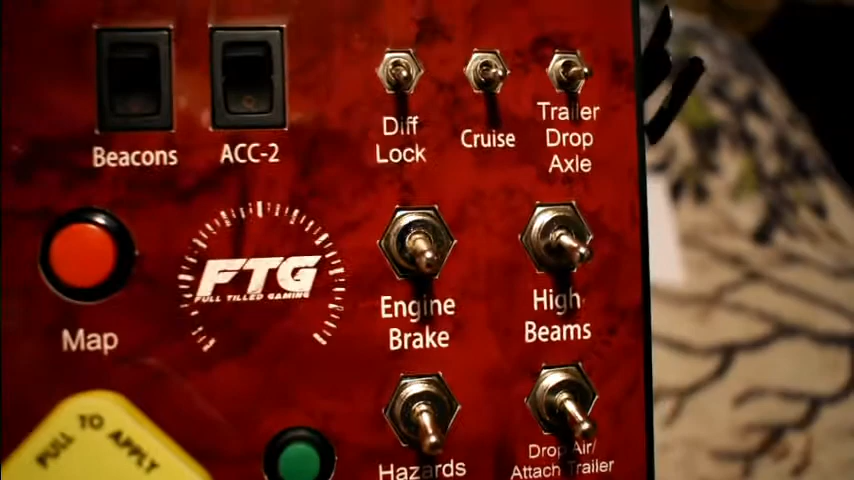 Beacons
ACC-2
Diff
Lock
Cruise
Trailer
Drop
Axle
Map
FTG
FULL TILLED GAMING
Engine
Brake
High
Beams
PULL TO APPLY
Hazards
Drop Air/
Attach Trailer